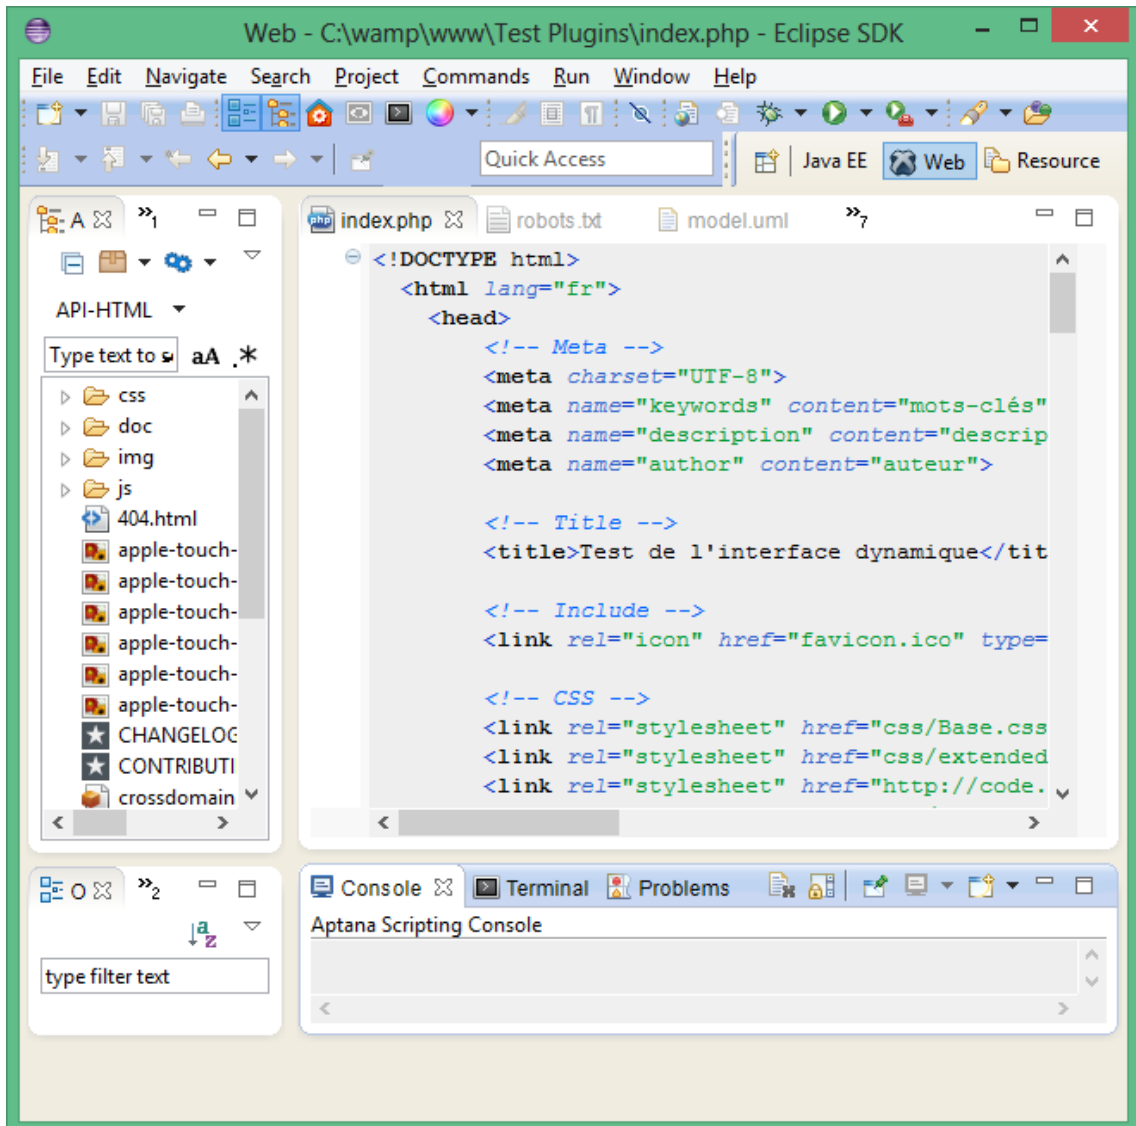 Web - C:\wamp\www\Test Plugins\index.php - Eclipse SDK
File Edit Navigate Search Project Commands Run Window Help
Quick Access
Java EE Web Resource
A
1
API-HTML
Type text to
aA .*
css
doc
img
js
404.html
apple-touch-
apple-touch-
apple-touch-
apple-touch-
apple-touch-
apple-touch-
CHANGELOG
CONTRIBUTI
crossdomain
index.php robots.txt model.uml
7
<!DOCTYPE html>
<html lang="fr">
<head>
<!-- Meta -->
<meta charset="UTF-8">
<meta name="keywords" content="mots-clés"
<meta name="description" content="descrip
<meta name="author" content="auteur">
<!-- Title -->
<title>Test de l'interface dynamique</tit
<!-- Include -->
<link rel="icon" href="favicon.ico" type=
<!-- CSS -->
<link rel="stylesheet" href="css/Base.css
<link rel="stylesheet" href="css/extended
<link rel="stylesheet" href="http://code.
O
2
type filter text
Console Terminal Problems
Aptana Scripting Console